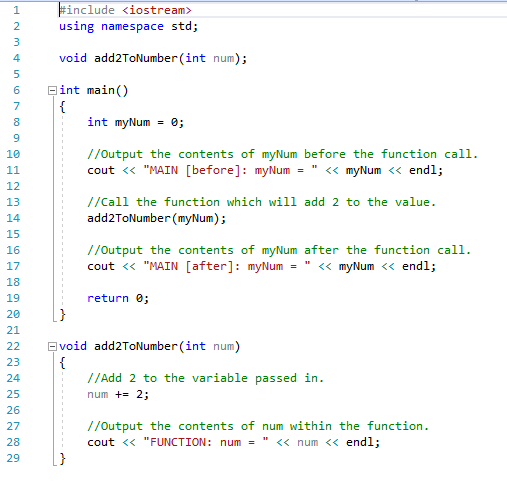 1 #include <iostream>
2 using namespace std;
3
4 void add2ToNumber(int num);
5
6 int main()
7 {
8 int myNum = 0;
9
10 //Output the contents of myNum before the function call.
11 cout << "MAIN [before]: myNum = " << myNum << endl;
12
13 //Call the function which will add 2 to the value.
14 add2ToNumber(myNum);
15
16 //Output the contents of myNum after the function call.
17 cout << "MAIN [after]: myNum = " << myNum << endl;
18
19 return 0;
20 }
21
22 void add2ToNumber(int num)
23 {
24 //Add 2 to the variable passed in.
25 num += 2;
26
27 //Output the contents of num within the function.
28 cout << "FUNCTION: num = " << num << endl;
29 }